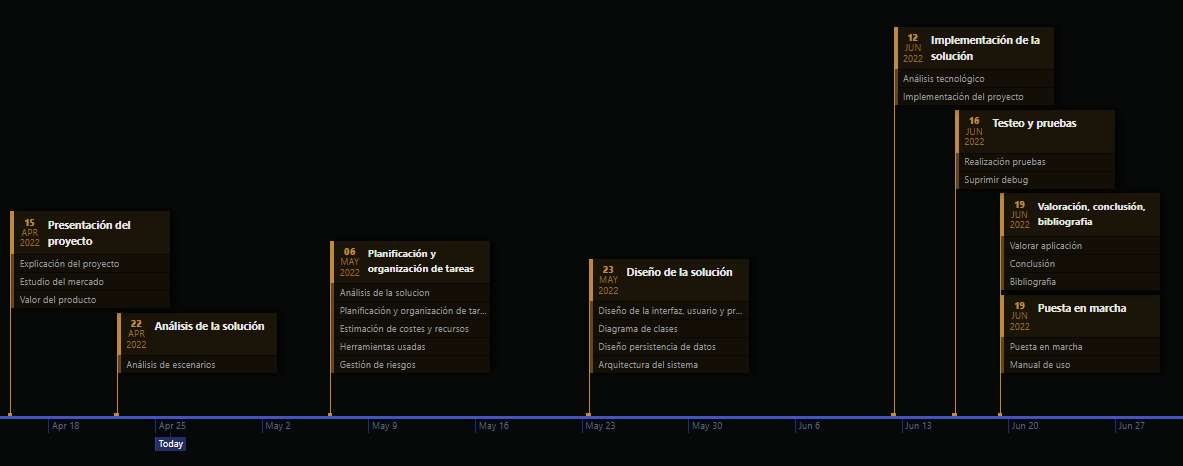 12
JUN
2022
Implementación de la
solución
Análisis tecnológico
Implementación del proyecto
16
JUN
2022
Testeo y pruebas
Realización pruebas
Suprimir debug
19
JUN
2022
Valoración, conclusión,
bibliografia
Valorar aplicación
Conclusión
Bibliografia
19
JUN
2022
Puesta en marcha
Puesta en marcha
Manual de uso
15
APR
2022
Presentación del
proyecto
Explicación del proyecto
Estudio del mercado
Valor del producto
22
APR
2022
Análisis de la solución
Análisis de escenarios
06
MAY
2022
Planificación y
organización de tareas
Análisis de la solucion
Planificación y organización de tar...
Estimación de costes y recursos
Herramientas usadas
Gestión de riesgos
23
MAY
2022
Diseño de la solución
Diseño de la interfaz, usuario y pr...
Diagrama de clases
Diseño persistencia de datos
Arquitectura del sistema
Apr 18
Apr 25
May 2
May 9
May 16
May 23
May 30
Jun 6
Jun 13
Jun 20
Jun 27
Today